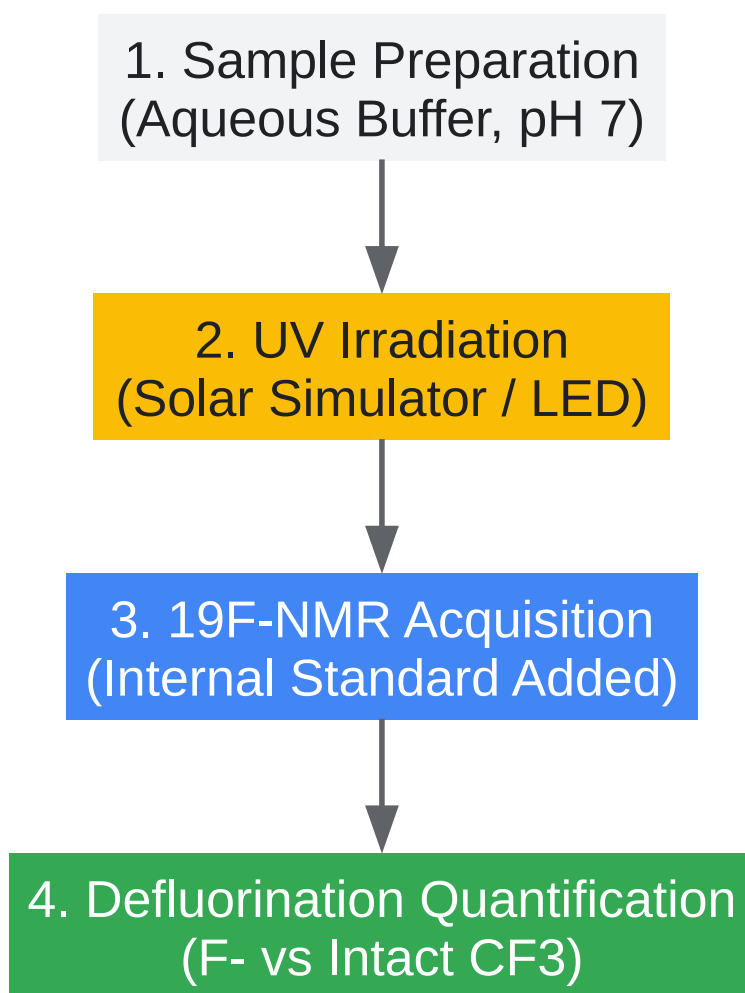 1. Sample Preparation
(Aqueous Buffer, pH 7)
2. UV Irradiation
(Solar Simulator / LED)
3. 19F-NMR Acquisition
(Internal Standard Added)
4. Defluorination Quantification
(F- vs Intact CF3)